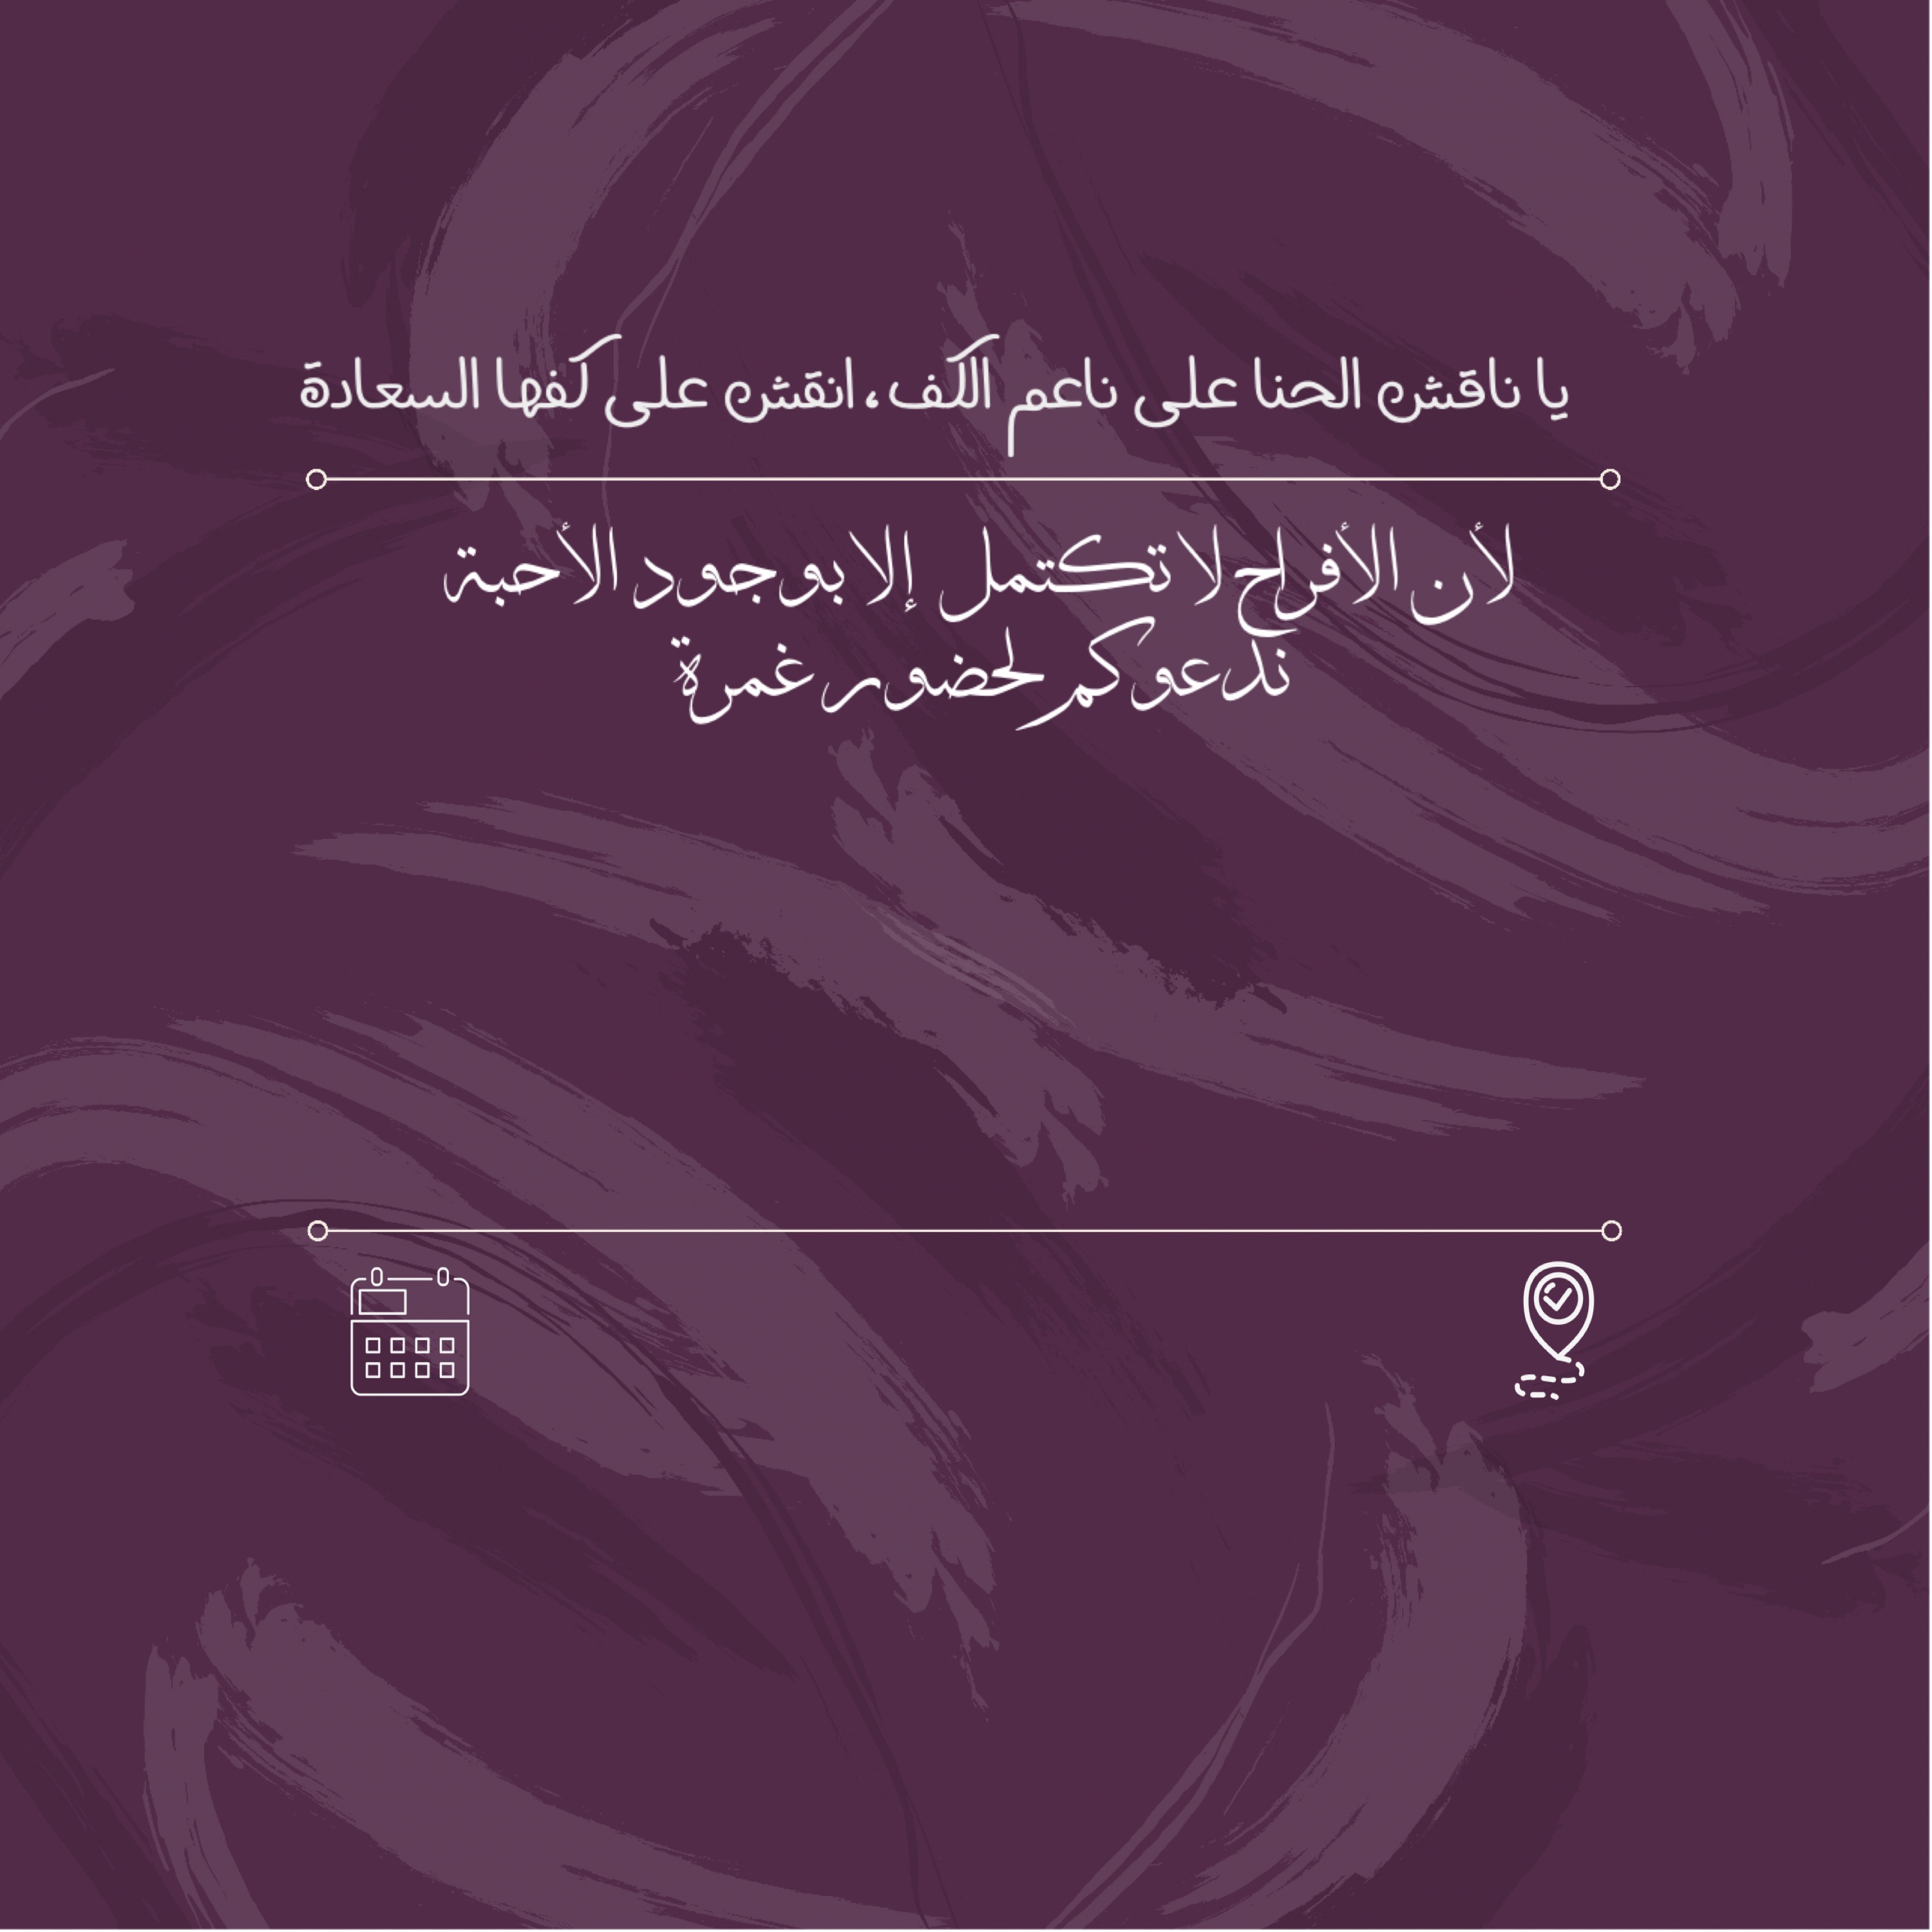 يا ناقش الحنا على ناعم الكف، انقش على كفها السعادة
لأن الأفراح لا تكتمل إلا بوجود الأحبة
ندعوكم لحضور غمرة